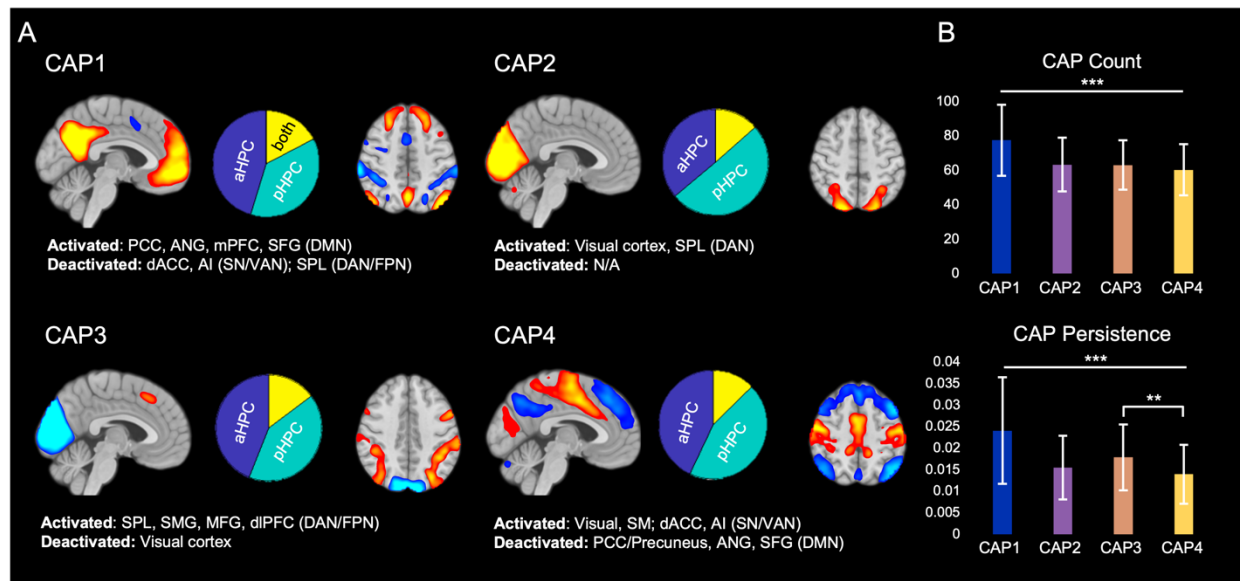 A
B
CAP1
CAP2
CAP Count
***
100
80
60
40
20
0
CAP1
CAP2
CAP3
CAP4
aHPC
both
pHPC
aHPC
pHPC
Activated: PCC, ANG, mPFC, SFG (DMN)
Deactivated: dACC, AI (SN/VAN); SPL (DAN/FPN)
Activated: Visual cortex, SPL (DAN)
Deactivated: N/A
CAP3
CAP4
CAP Persistence
***
**
0.04
0.035
0.03
0.025
0.02
0.015
0.01
0.005
0
CAP1
CAP2
CAP3
CAP4
aHPC
pHPC
aHPC
pHPC
Activated: SPL, SMG, MFG, dlPFC (DAN/FPN)
Deactivated: Visual cortex
Activated: Visual, SM; dACC, AI (SN/VAN)
Deactivated: PCC/Precuneus, ANG, SFG (DMN)